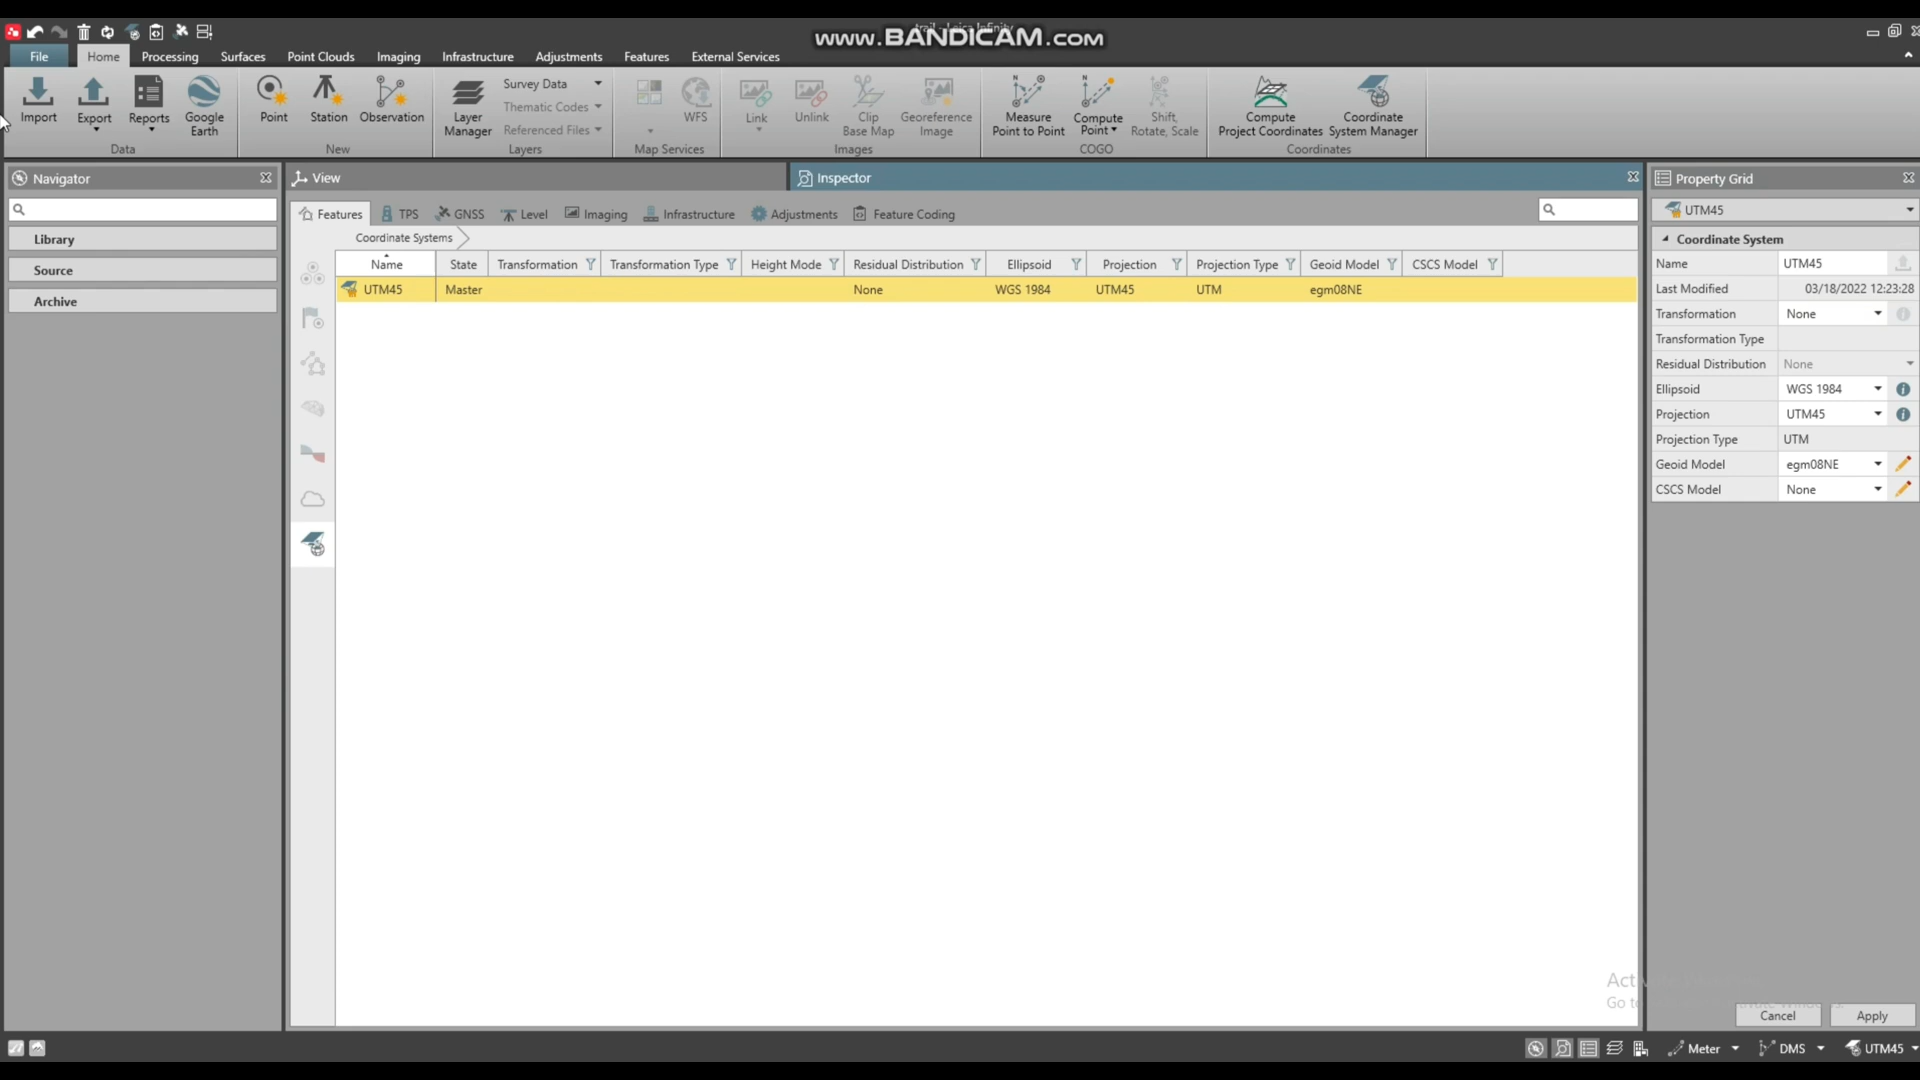 www.BANDICAM.com
File Home Processing Surfaces Point Clouds Imaging Infrastructure Adjustments Features External Services
Import Export Reports Google Earth
Data
Point Station Observation
New
Layer Manager
Survey Data
Thematic Codes
Referenced Files
Layers
WFS
Map Services
Link Unlink Clip Base Map Georeference Image
Images
Measure Point to Point Compute Point Shift, Rotate, Scale
COGO
Compute Project Coordinates Coordinate System Manager
Coordinates
Navigator
Library
Source
Archive
View
Inspector
Features TPS GNSS Level Imaging Infrastructure Adjustments Feature Coding
Coordinate Systems
Name State Transformation Transformation Type Height Mode Residual Distribution Ellipsoid Projection Projection Type Geoid Model CSCS Model
UTM45 Master None WGS 1984 UTM45 UTM egm08NE
Property Grid
UTM45
Coordinate System
Name UTM45
Last Modified 03/18/2022 12:23:28
Transformation None
Transformation Type
Residual Distribution None
Ellipsoid WGS 1984
Projection UTM45
Projection Type UTM
Geoid Model egm08NE
CSCS Model None
Cancel Apply
Meter DMS UTM45